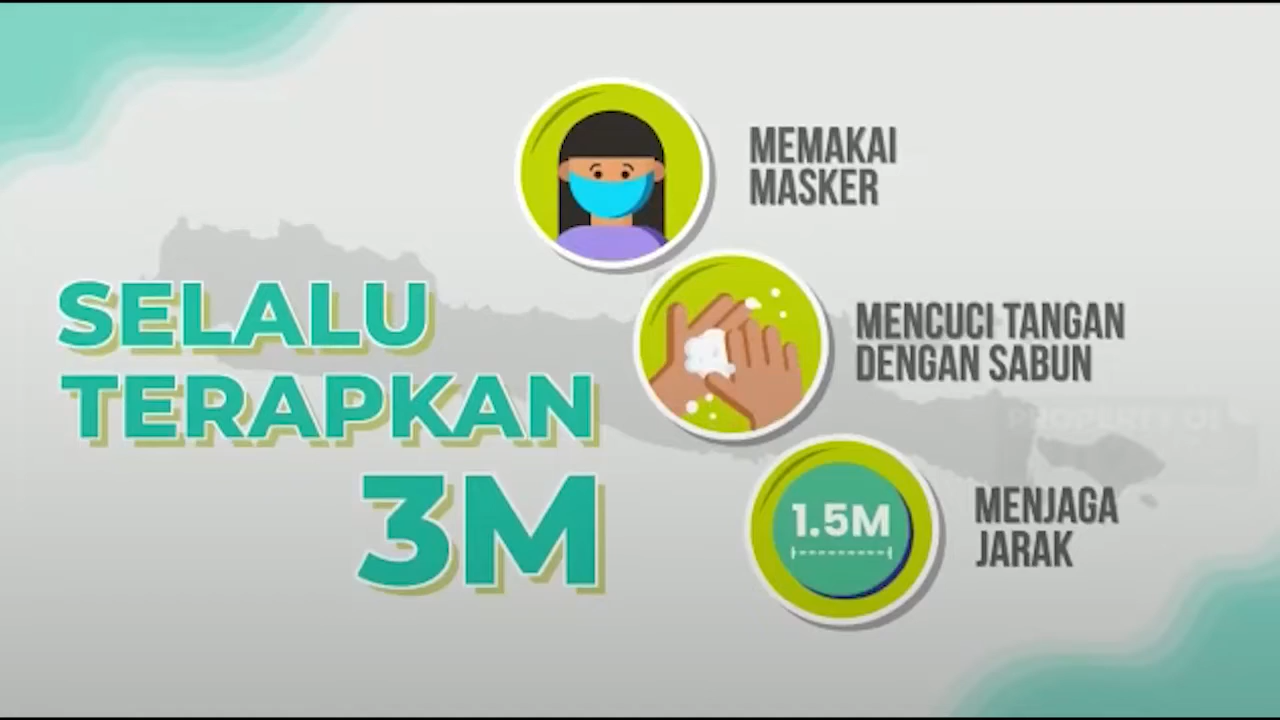 SELALU
TERAPKAN
3M
MEMAKAI
MASKER
MENCUCI TANGAN
DENGAN SABUN
1.5M
MENJAGA
JARAK